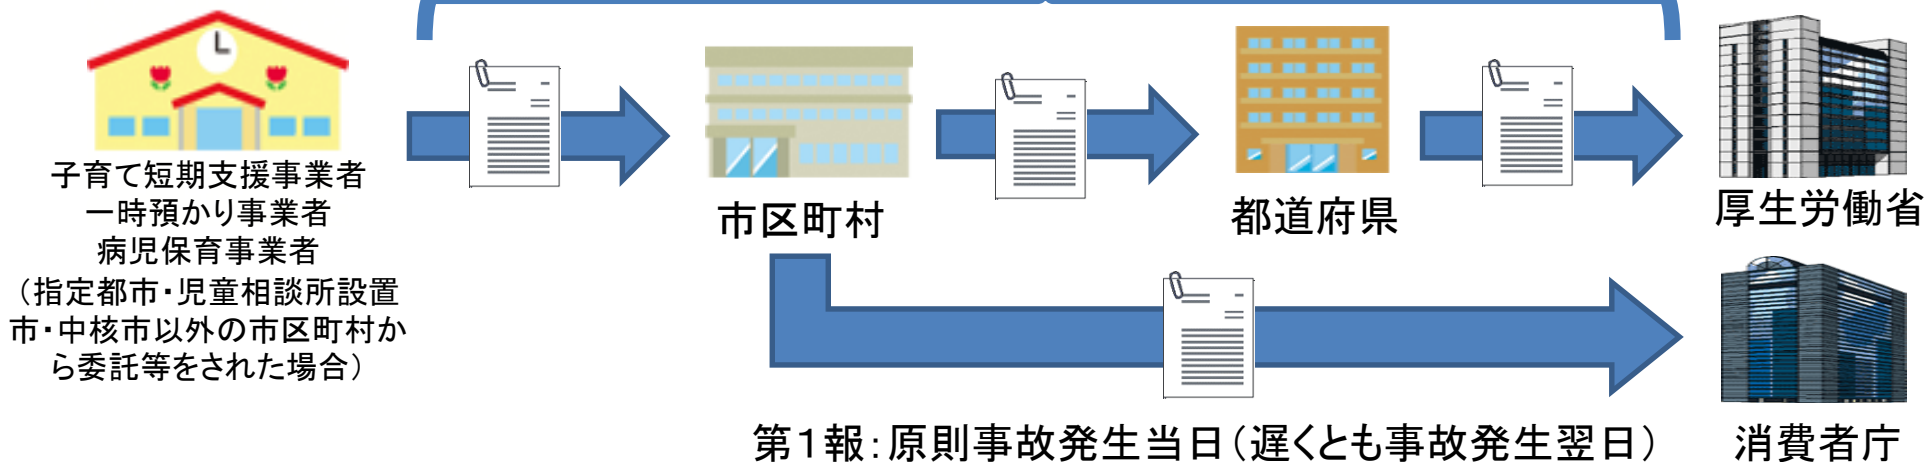 子育て短期支援事業者
一時預かり事業者
病児保育事業者
（指定都市・児童相談所設置
市・中核市以外の市区町村か
ら委託等をされた場合）
市区町村
都道府県
厚生労働省
第１報：原則事故発生当日（遅くとも事故発生翌日）
消費者庁